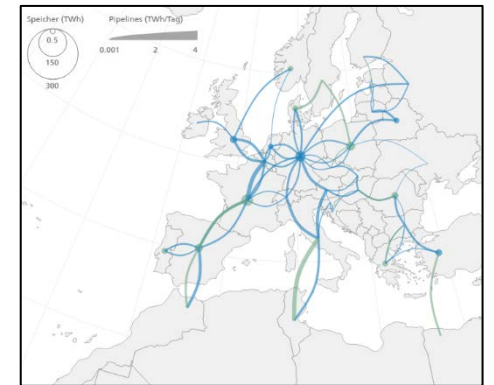 Speicher (TWh)
Pipelines (TWh/Tag)
0.5
0.001 2 4
150
300